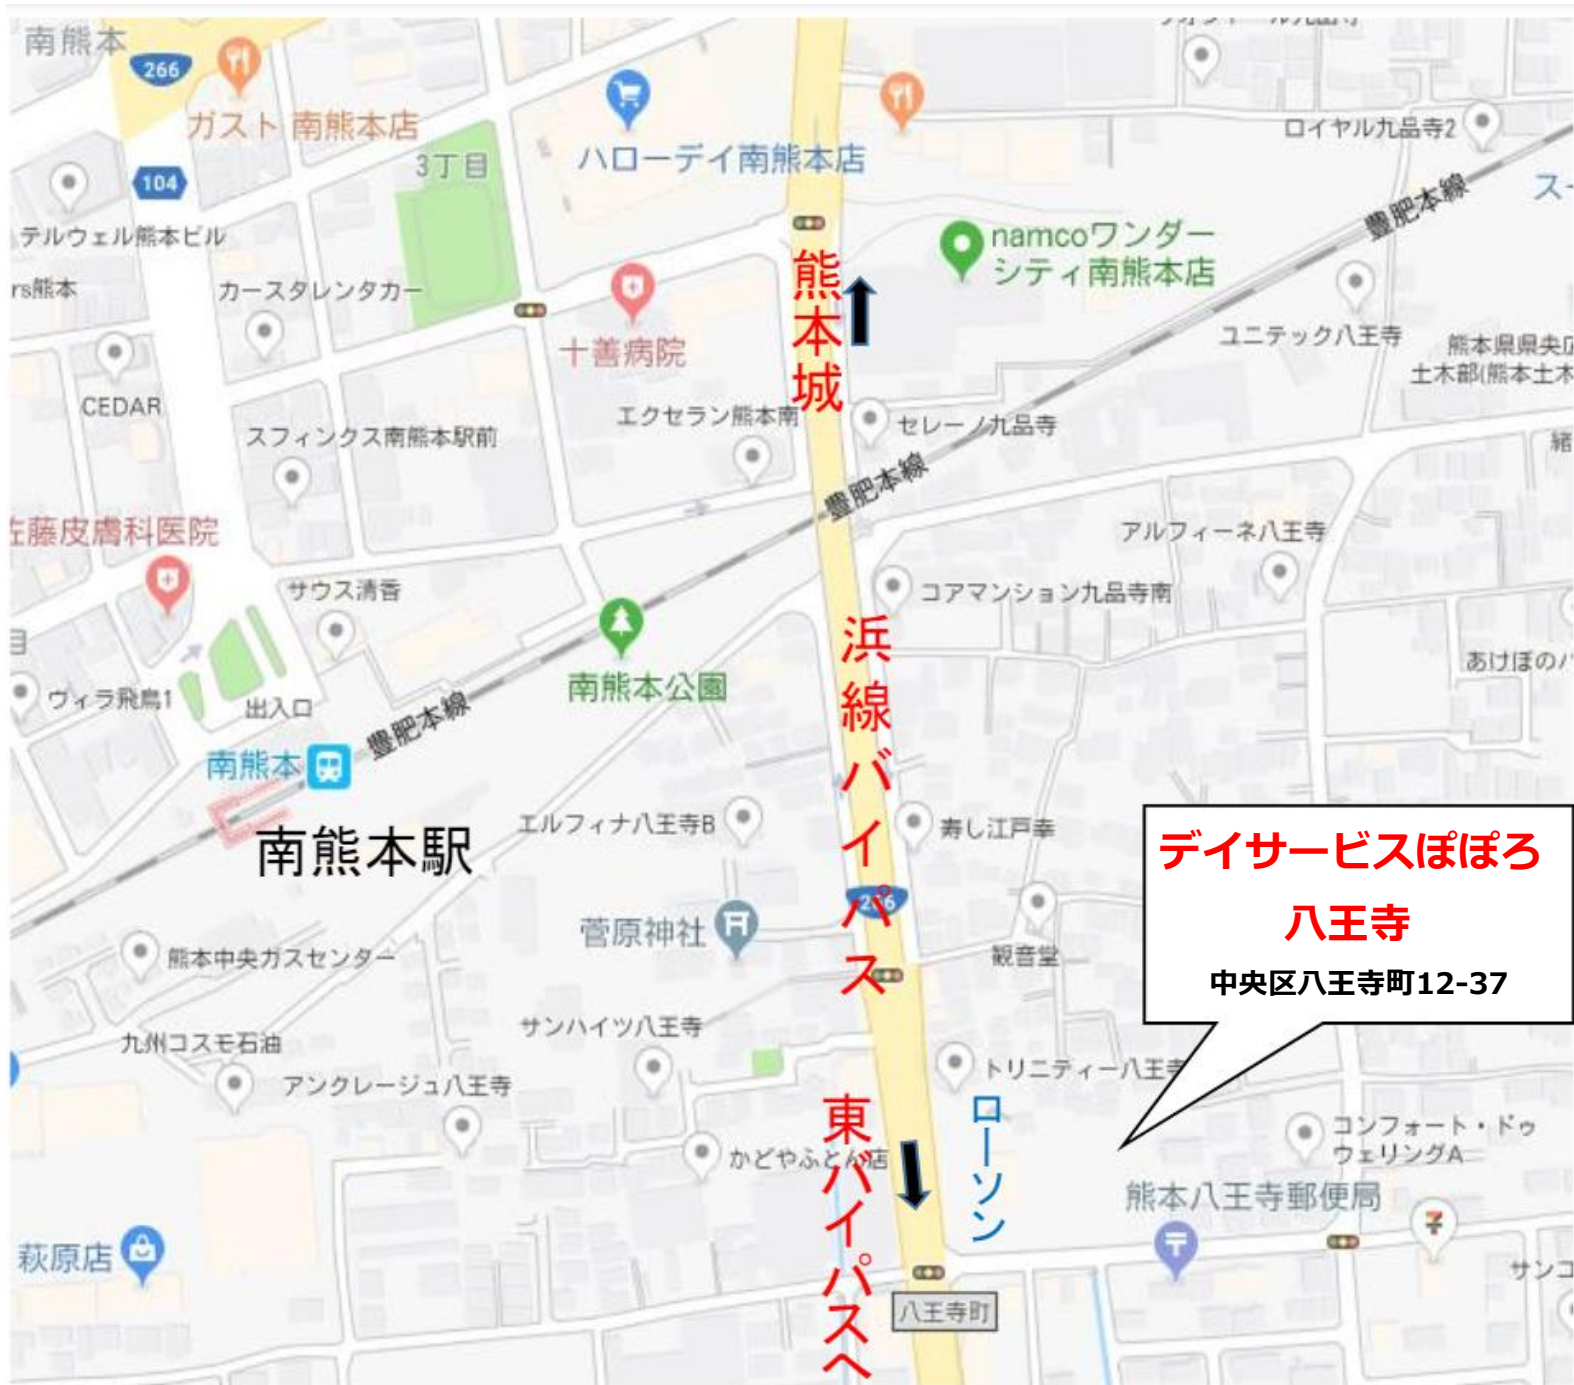 南熊本
266
ガスト 南熊本店
ハローデイ南熊本店
ロイヤル九品寺2
3丁目
104
テルウェル熊本ビル
豊肥本線
ス
namcoワンダー
シティ南熊本店
rs熊本
カースタレンタカー
熊本城
十善病院
ユニテック八王寺
熊本県県央広
土木部(熊本土木
CEDAR
エクセラン熊本南
セレーノ九品寺
スフィンクス南熊本駅前
緒
豊肥本線
佐藤皮膚科医院
アルフィーネ八王寺
サウス清香
コアマンション九品寺南
目
浜線バイパス
あけぼのハ
南熊本公園
ヴィラ飛鳥1
出入口
豊肥本線
南熊本
南熊本駅
エルフィナ八王寺B
寿し江戸幸
デイサービスぽぽろ
八王寺
中央区八王寺町12-37
266
菅原神社
観音堂
熊本中央ガスセンター
サンハイツ八王寺
九州コスモ石油
トリニティー八王寺
アンクレージュ八王寺
東バイパスへ
ローソン
コンフォート・ドゥ
ウェリングA
かどやふとん店
熊本八王寺郵便局
萩原店
サンコ
八王寺町